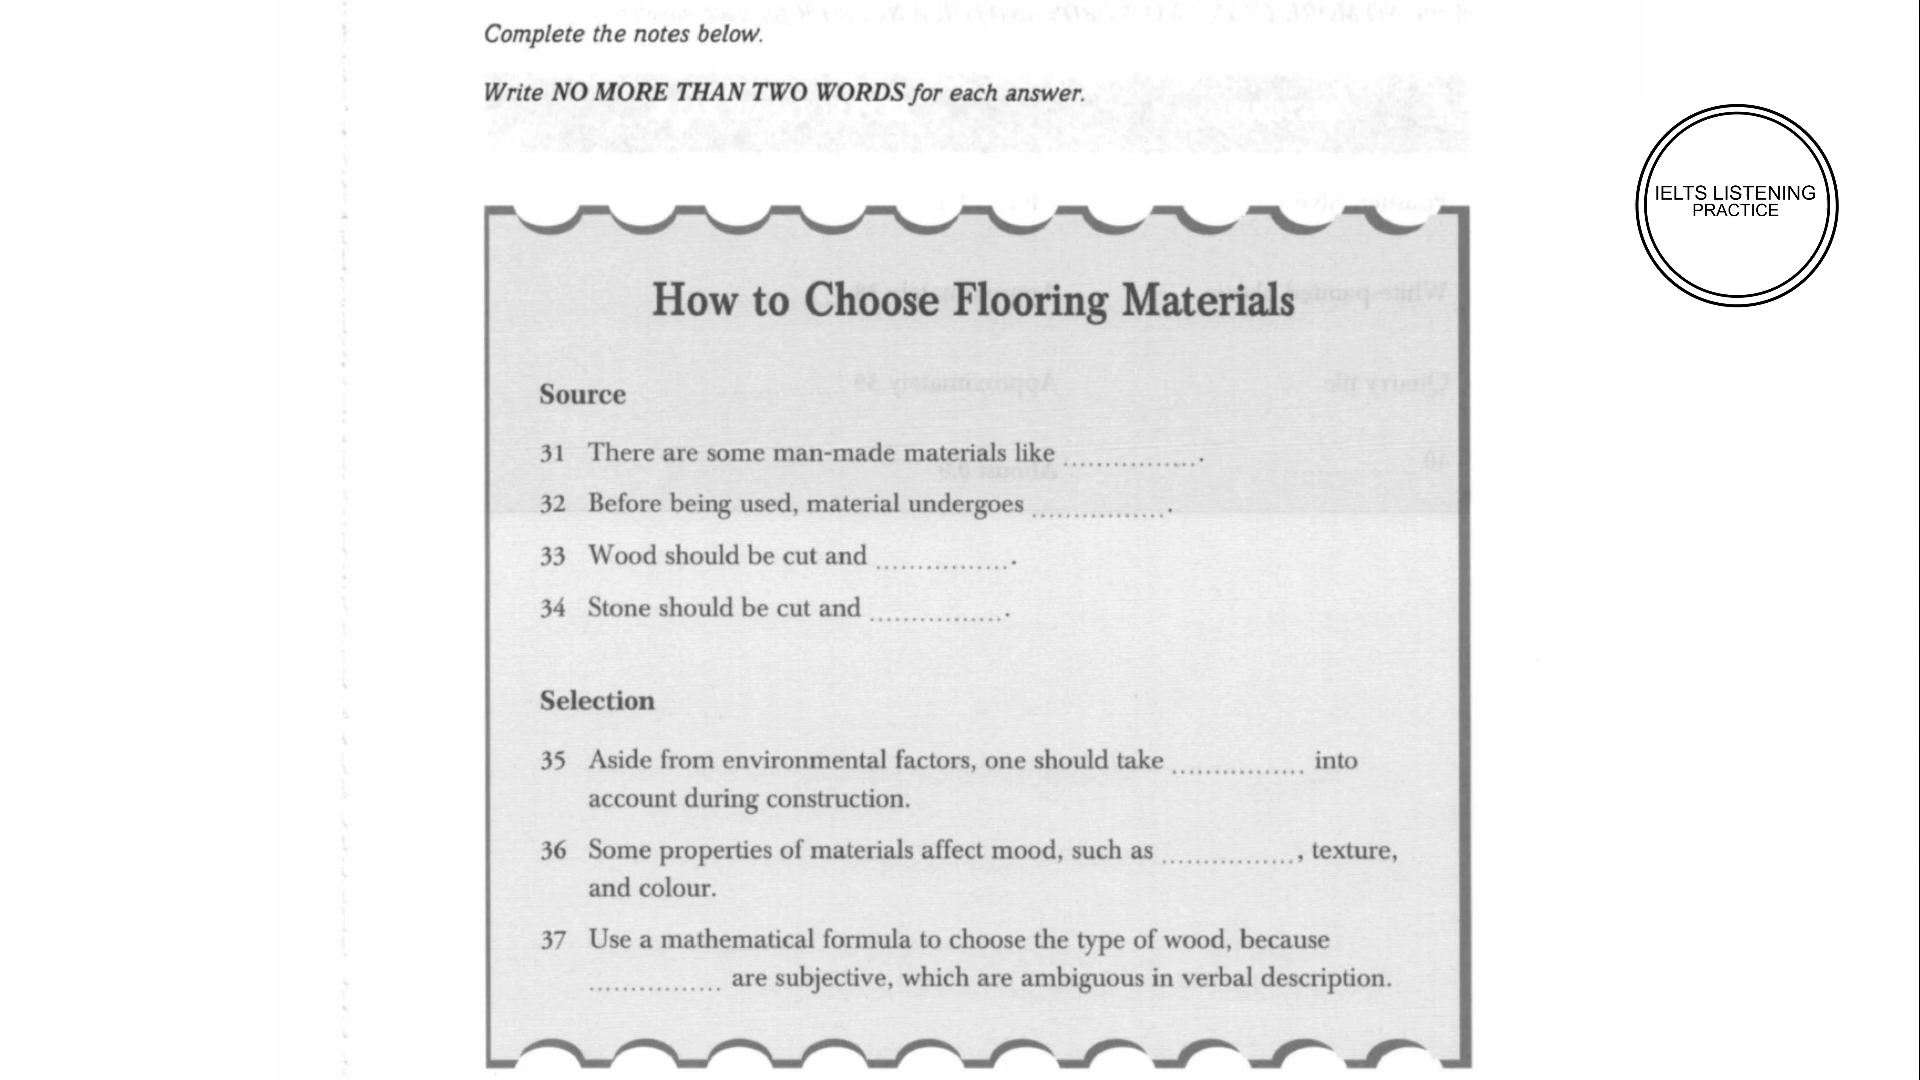 Complete the notes below.
Write NO MORE THAN TWO WORDS for each answer.
IELTS LISTENING
PRACTICE
How to Choose Flooring Materials
Source
31 There are some man-made materials like ................ .
32 Before being used, material undergoes ................ .
33 Wood should be cut and ................ .
34 Stone should be cut and ................ .
Selection
35 Aside from environmental factors, one should take ................ into
account during construction.
36 Some properties of materials affect mood, such as ................ , texture,
and colour.
37 Use a mathematical formula to choose the type of wood, because
................ are subjective, which are ambiguous in verbal description.